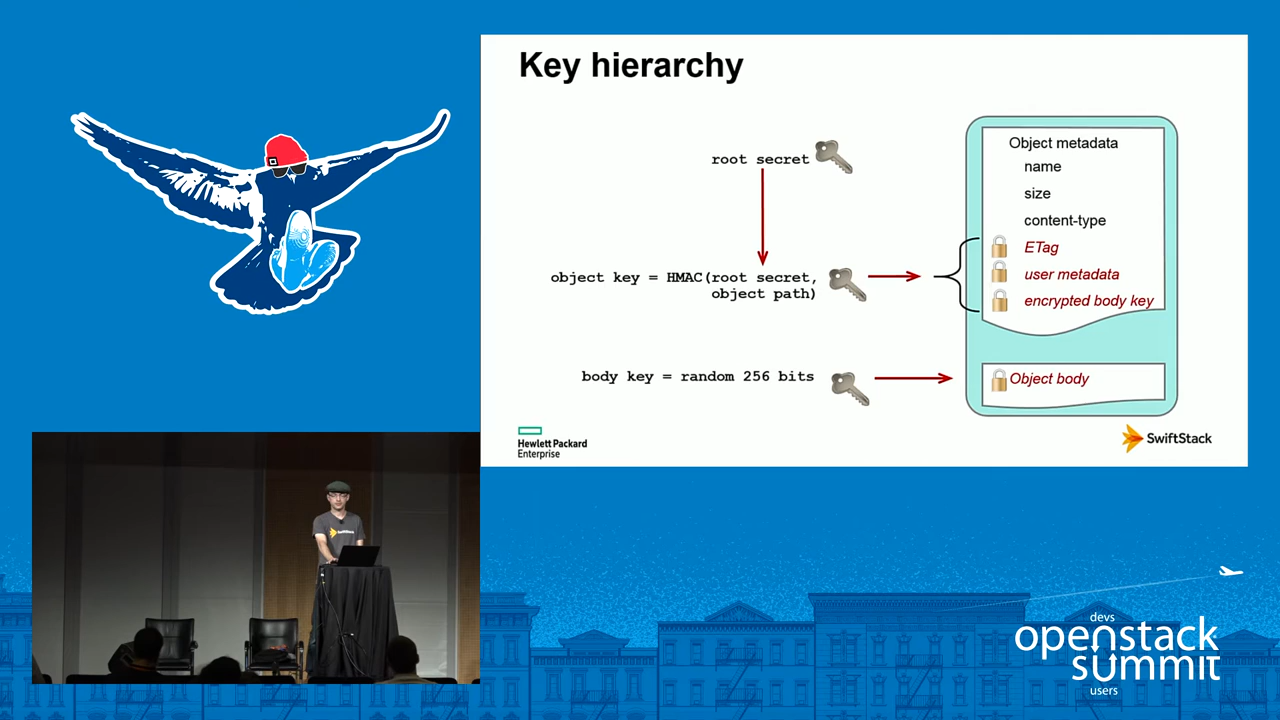 Key hierarchy
root secret
object key = HMAC(root secret,
object path)
body key = random 256 bits
Object metadata
name
size
content-type
ETag
user metadata
encrypted body key
Object body
Hewlett Packard
Enterprise
SwiftStack
SwiftStack
devs
openstack
summit
users